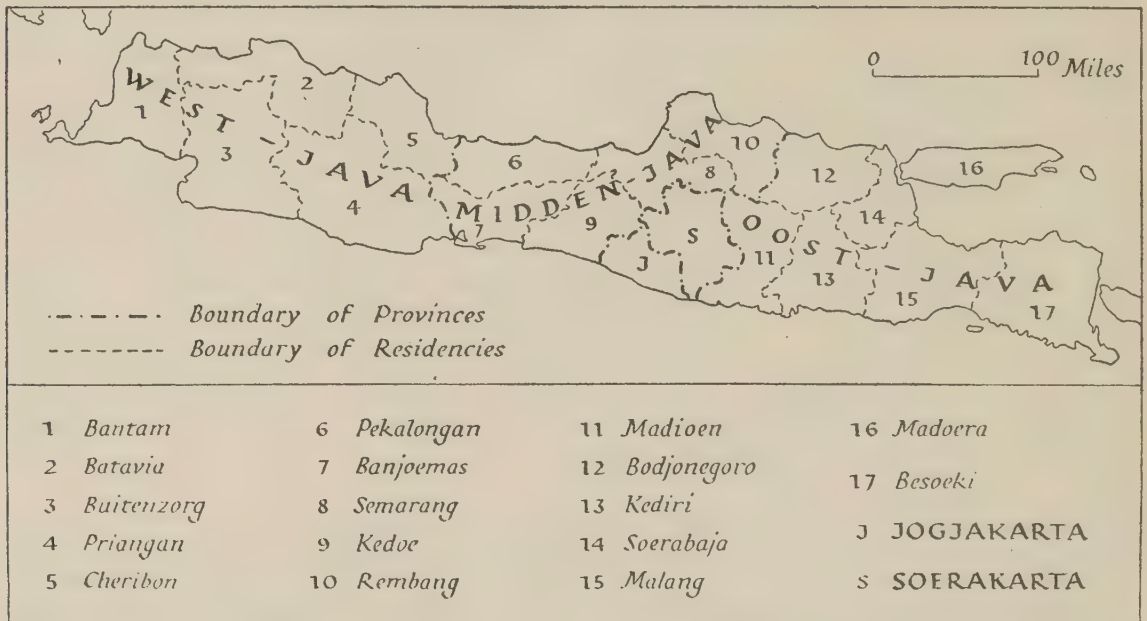 0 100 Miles
WEST-JAVA
MIDDEN JAVA
OOST-JAVA
1
2
3
4
5
6
7
8
9
10
11
12
13
14
15
16
17
J
S
Boundary of Provinces
Boundary of Residencies
1 Bantam
2 Batavia
3 Buitenzorg
4 Priangan
5 Cheribon
6 Pekalongan
7 Banjoemas
8 Semarang
9 Kedoe
10 Rembang
11 Madioen
12 Bodjonegoro
13 Kediri
14 Soerabaja
15 Malang
16 Madoera
17 Besoeki
J JOGJAKARTA
S SOERAKARTA